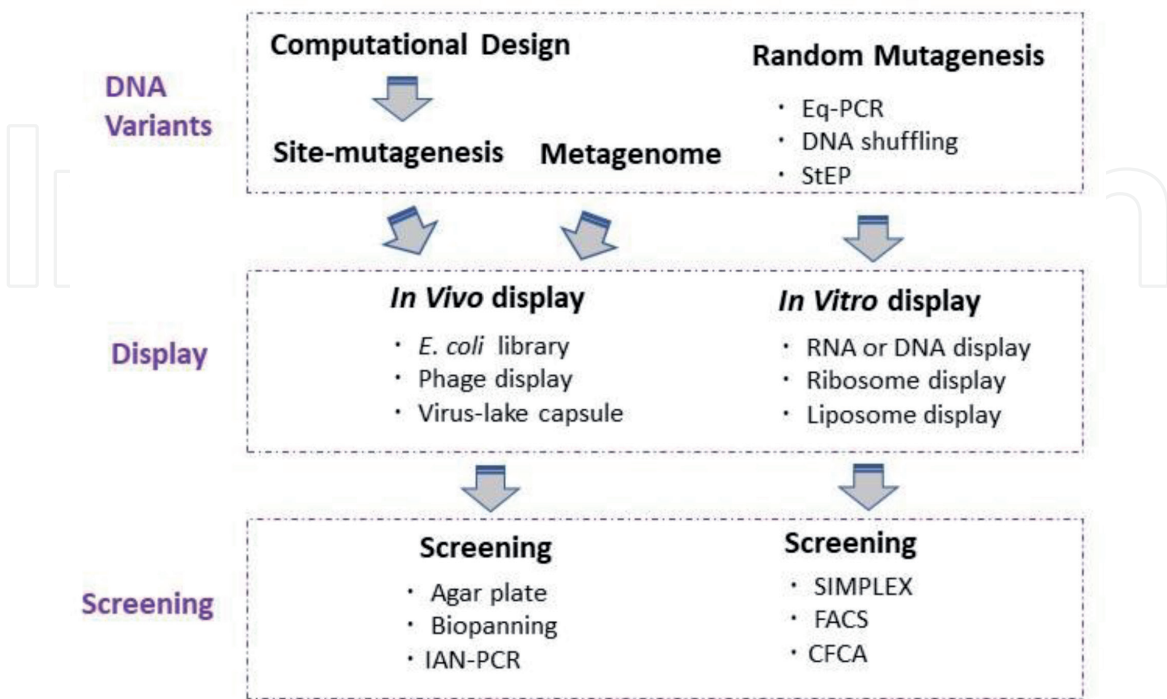 DNA
Variants
Computational Design
Site-mutagenesis
Metagenome
Random Mutagenesis
· Eq-PCR
· DNA shuffling
· StEP
Display
In Vivo display
· E. coli library
· Phage display
· Virus-lake capsule
In Vitro display
· RNA or DNA display
· Ribosome display
· Liposome display
Screening
Screening
· Agar plate
· Biopanning
· IAN-PCR
Screening
· SIMPLEX
· FACS
· CFCA